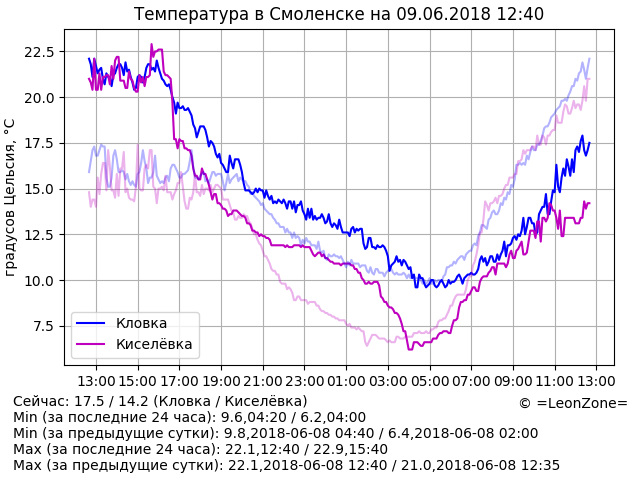 Температура в Смоленске на 09.06.2018 12:40
градусов Цельсия, °C
22.5
20.0
17.5
15.0
12.5
10.0
7.5
Кловка
Киселёвка
13:00 15:00 17:00 19:00 21:00 23:00 01:00 03:00 05:00 07:00 09:00 11:00 13:00
© =LeonZone=
Сейчас: 17.5 / 14.2 (Кловка / Киселёвка)
Min (за последние 24 часа): 9.6,04:20 / 6.2,04:00
Min (за предыдущие сутки): 9.8,2018-06-08 04:40 / 6.4,2018-06-08 02:00
Max (за последние 24 часа): 22.1,12:40 / 22.9,15:40
Max (за предыдущие сутки): 22.1,2018-06-08 12:40 / 21.0,2018-06-08 12:35